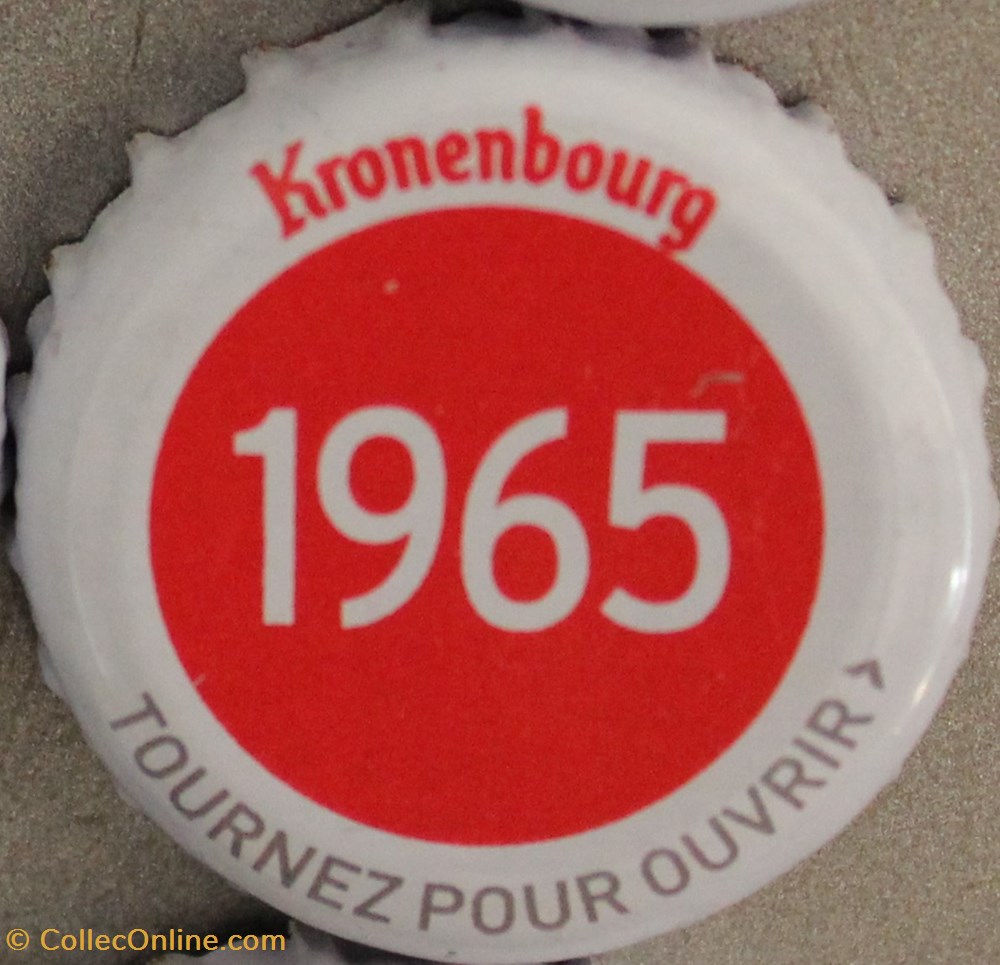 Kronenbourg
1965
TOURNEZ POUR OUVRIR >
© CollecOnline.com